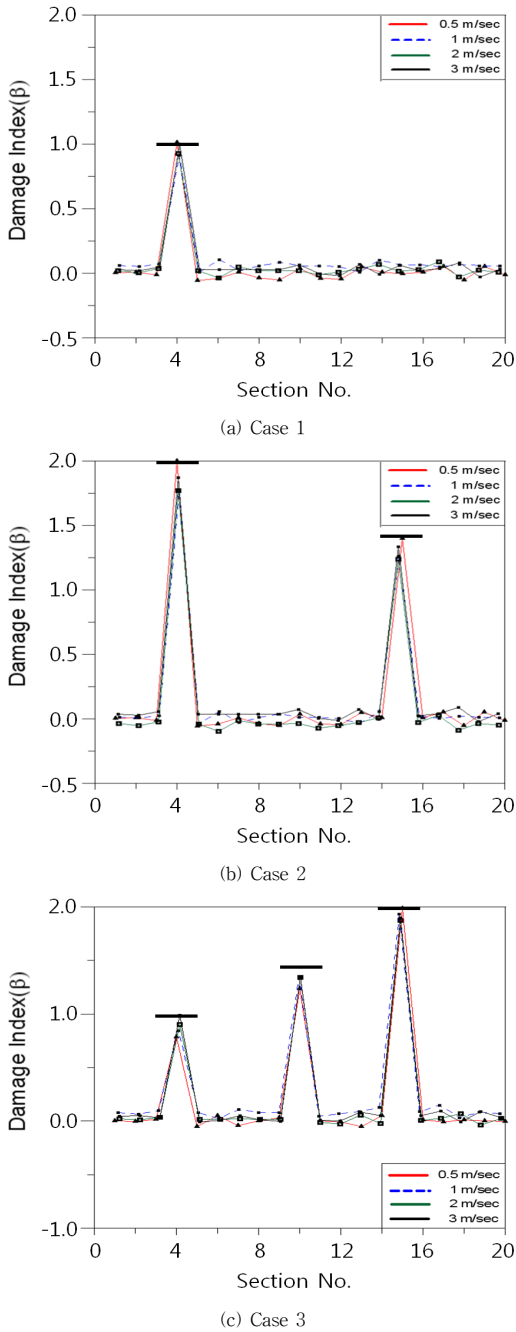 2.0
1.5
1.0
0.5
0.0
-0.5
Damage Index(β)
0.5 m/sec
1 m/sec
2 m/sec
3 m/sec
0 4 8 12 16 20
Section No.
(a) Case 1
2.0
1.5
1.0
0.5
0.0
-0.5
Damage Index(β)
0.5 m/sec
1 m/sec
2 m/sec
3 m/sec
0 4 8 12 16 20
Section No.
(b) Case 2
2.0
1.0
0.0
-1.0
Damage Index(β)
0.5 m/sec
1 m/sec
2 m/sec
3 m/sec
0 4 8 12 16 20
Section No.
(c) Case 3